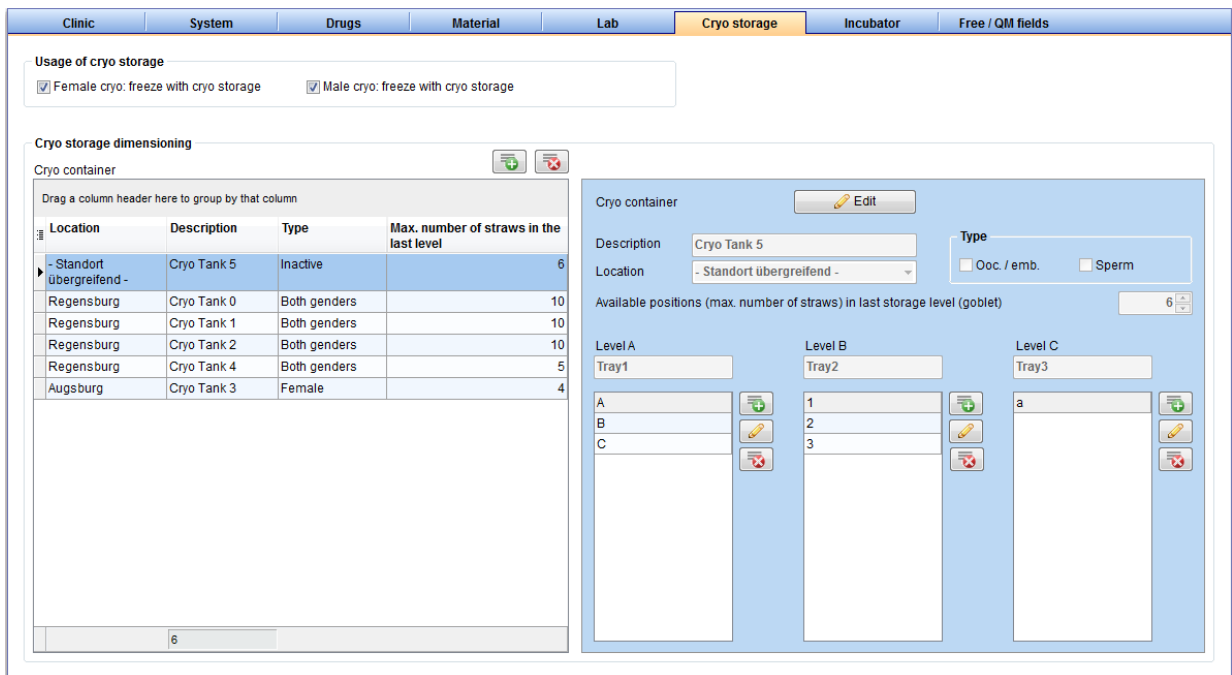 Clinic System Drugs Material Lab Cryo storage Incubator Free / QM fields
Usage of cryo storage
Female cryo: freeze with cryo storage Male cryo: freeze with cryo storage
Cryo storage dimensioning
Cryo container
Drag a column header here to group by that column
Location Description Type Max. number of straws in the
last level
- Standort
übergreifend - Cryo Tank 5 Inactive 6
Regensburg Cryo Tank 0 Both genders 10
Regensburg Cryo Tank 1 Both genders 10
Regensburg Cryo Tank 2 Both genders 10
Regensburg Cryo Tank 4 Both genders 5
Augsburg Cryo Tank 3 Female 4
6
Cryo container Edit
Description Cryo Tank 5
Location - Standort übergreifend -
Type
Ooc. / emb. Sperm
Available positions (max. number of straws) in last storage level (goblet) 6
Level A Level B Level C
Tray1 Tray2 Tray3
A 1 a
B 2
C 3